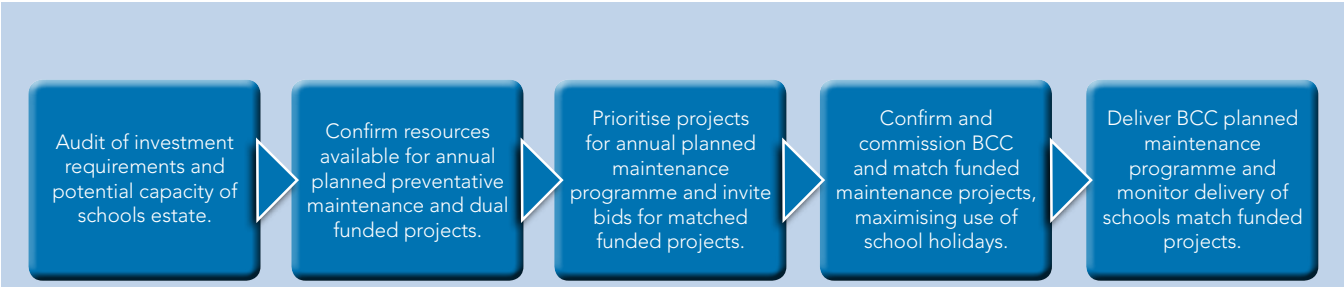 Audit of investment
requirements and
potential capacity of
schools estate.
Confirm resources
available for annual
planned preventative
maintenance and dual
funded projects.
Prioritise projects
for annual planned
maintenance
programme and invite
bids for matched
funded projects.
Confirm and
commission BCC
and match funded
maintenance projects,
maximising use of
school holidays.
Deliver BCC planned
maintenance
programme and
monitor delivery of
schools match funded
projects.